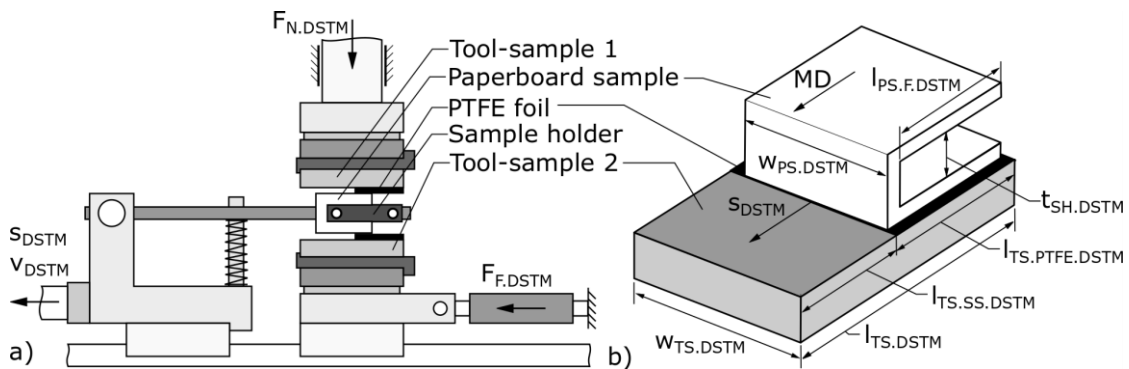 F_N.DSTM
Tool-sample 1
Paperboard sample
PTFE foil
Sample holder
Tool-sample 2
s_DSTM
v_DSTM
F_F.DSTM
a)
MD
l_PS.F.DSTM
w_PS.DSTM
s_DSTM
t_SH.DSTM
l_TS.PTFE.DSTM
l_TS.SS.DSTM
l_TS.DSTM
w_TS.DSTM
b)